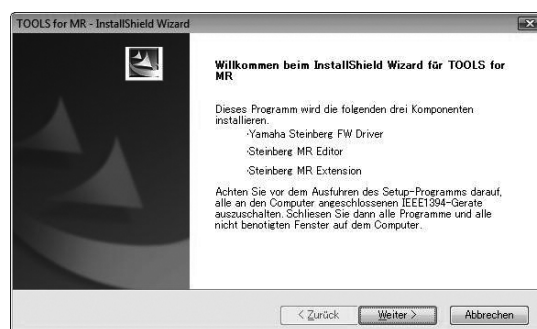 TOOLS for MR - InstallShield Wizard
Willkommen beim InstallShield Wizard für TOOLS for
MR
Dieses Programm wird die folgenden drei Komponenten
installieren.
·Yamaha Steinberg FW Driver
·Steinberg MR Editor
·Steinberg MR Extension
Achten Sie vor dem Ausfuhren des Setup-Programms darauf,
alle an den Computer angeschlossenen IEEE1394-Gerate
auszuschalten. Schliesen Sie dann alle Programme und alle
nicht benotigten Fenster auf dem Computer.
< Zurück Weiter > Abbrechen